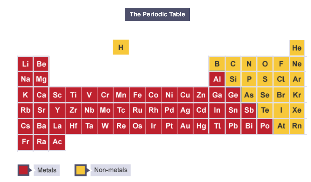 The Periodic Table
H He
Li Be B C N O F Ne
Na Mg Al Si P S Cl Ar
K Ca Sc Ti V Cr Mn Fe Co Ni Cu Zn Ga Ge As Se Br Kr
Rb Sr Y Zr Nb Mo Tc Ru Rh Pd Ag Cd In Sn Sb Te I Xe
Cs Ba La Hf Ta W Re Os Ir Pt Au Hg Tl Pb Bi Po At Rn
Fr Ra Ac
Metals Non-metals